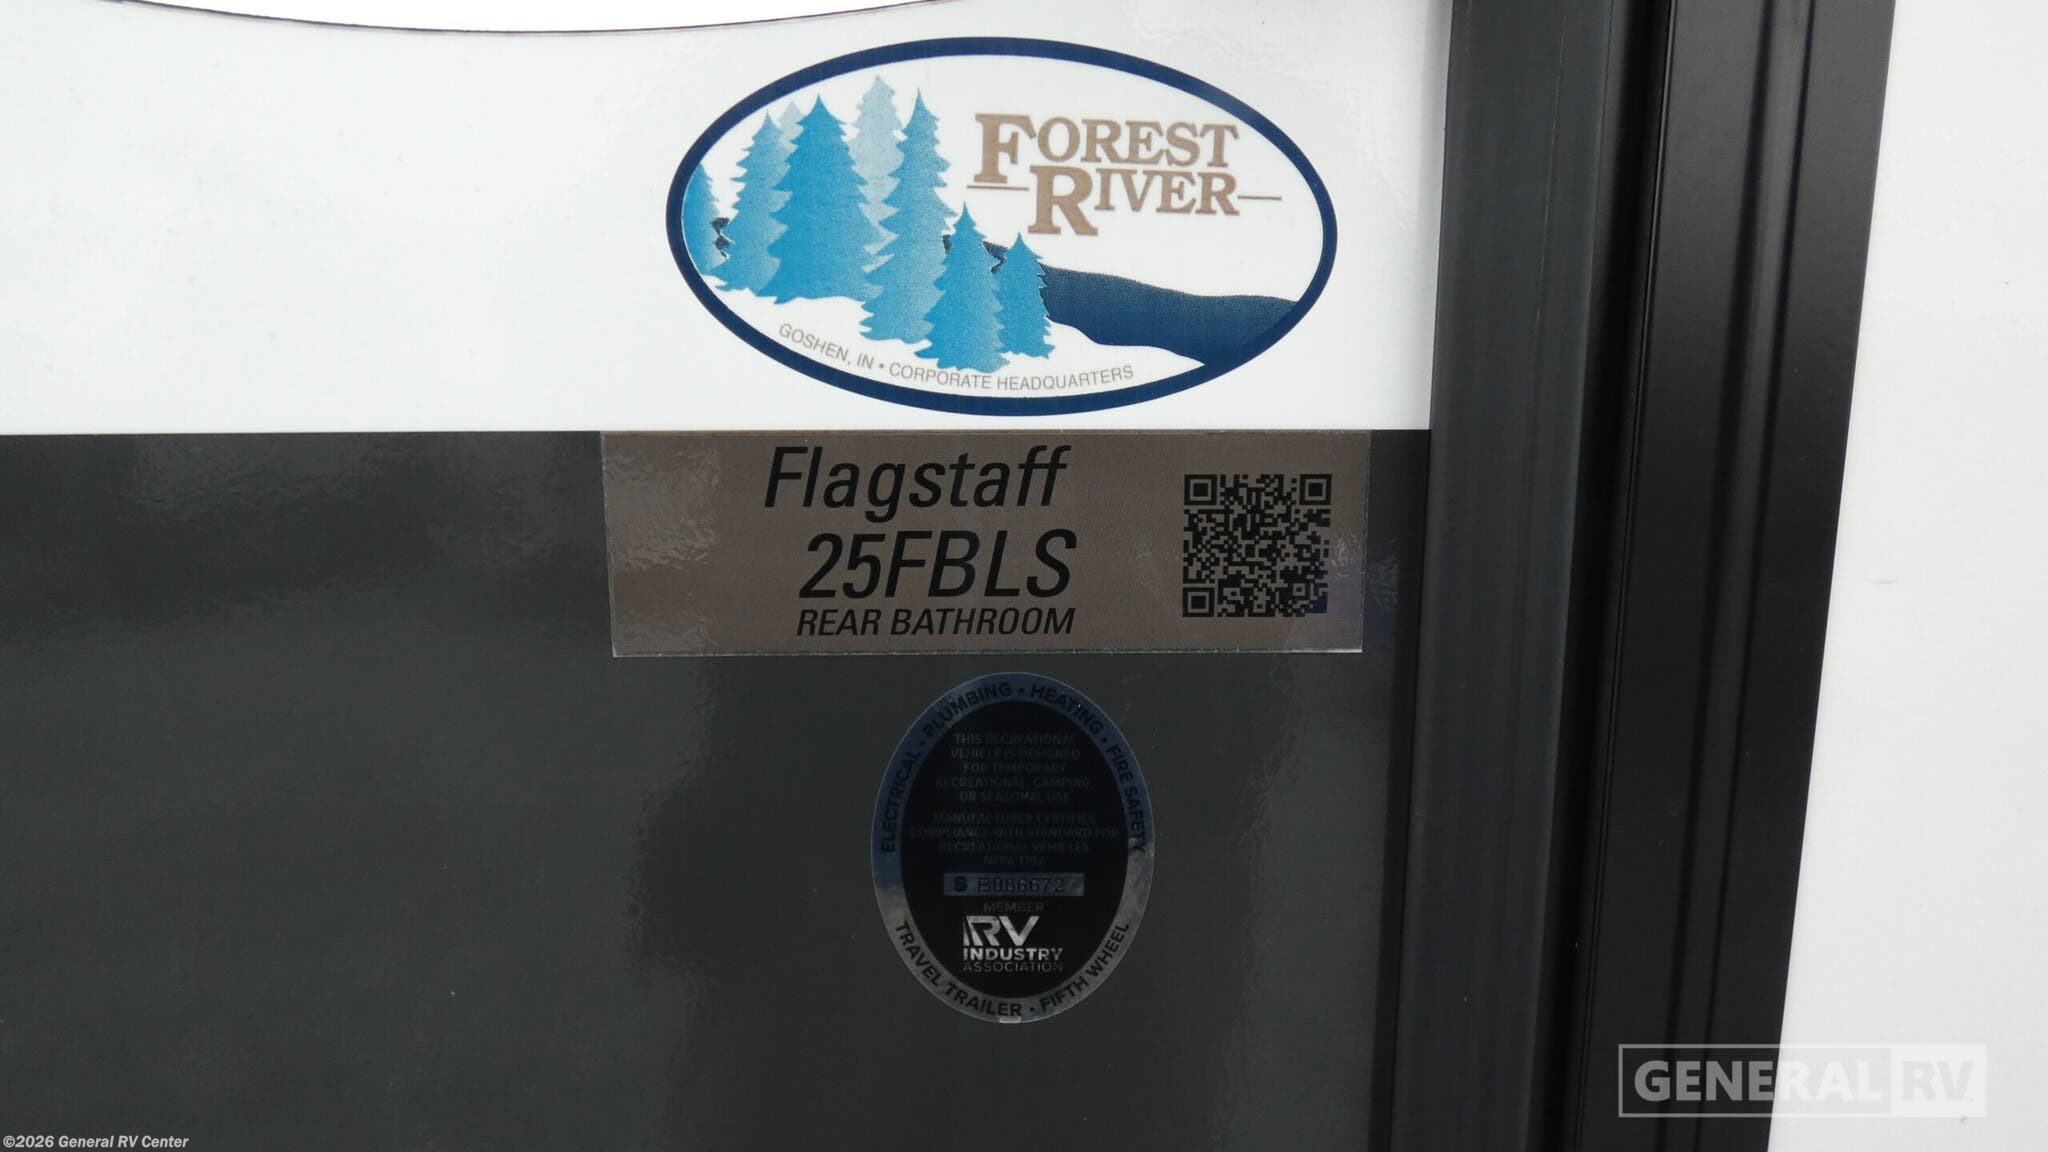 FOREST
RIVER
GOSHEN, IN • CORPORATE HEADQUARTERS
Flagstaff
25FBLS
REAR BATHROOM
ELECTRICAL • PLUMBING • HEATING • FIRE SAFETY
THIS RECREATIONAL
VEHICLE IS DESIGNED
FOR TEMPORARY
RECREATIONAL, CAMPING,
OR SEASONAL USE
MANUFACTURER CERTIFIES
COMPLIANCE WITH STANDARD FOR
RECREATIONAL VEHICLES
NFPA 1192
S B066672
MEMBER
RV
INDUSTRY
ASSOCIATION
TRAVEL TRAILER • FIFTH WHEEL
GENERAL RV
©2026 General RV Center